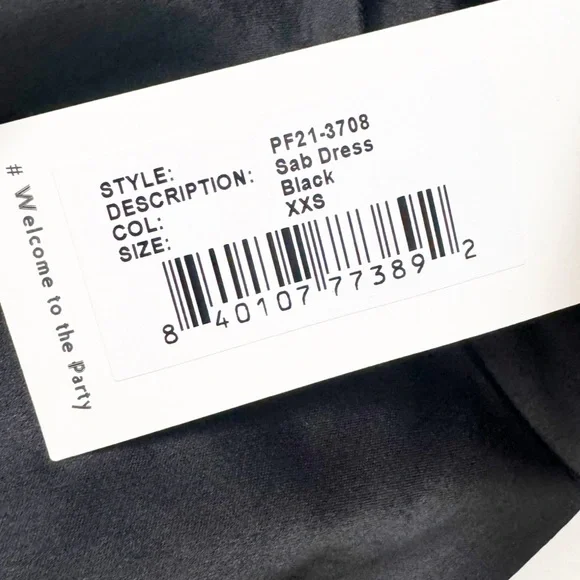 STYLE: PF21-3708
DESCRIPTION: Sab Dress
COL: Black
SIZE: XXS
8 40107 77389 2
# Welcome to the Party